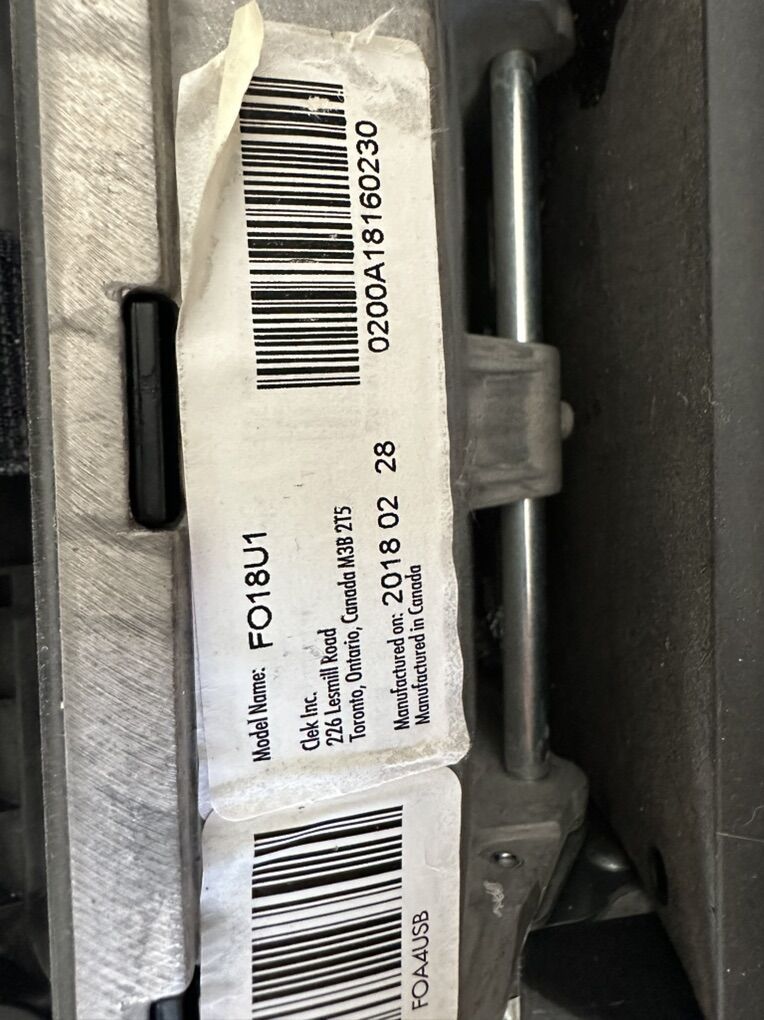 0200A18160230
Model Name: FO18U1
Clek Inc.
226 Lesmill Road
Toronto, Ontario, Canada M3B 2T5
Manufactured on: 2018 02 28
Manufactured in Canada
FOA4USB